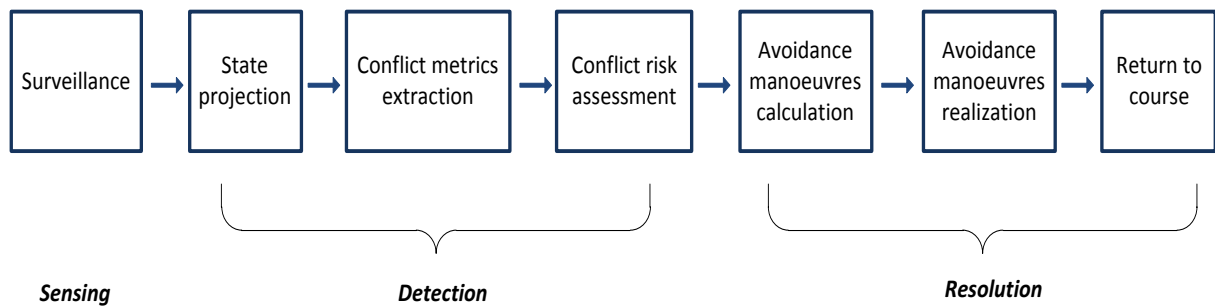 Surveillance
State
projection
Conflict metrics
extraction
Conflict risk
assessment
Avoidance
manoeuvres
calculation
Avoidance
manoeuvres
realization
Return to
course
Sensing
Detection
Resolution